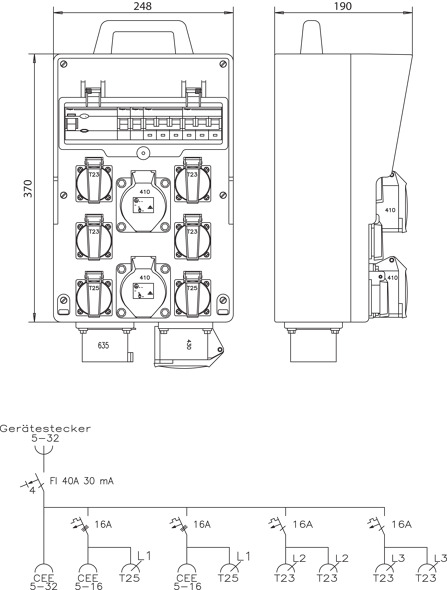 248
190
370
T23
T23
410
410
T23
T23
T25
410
T25
410
635
430
Gerätestecker
5-32
FI 40A 30 mA
4
16A
16A
16A
16A
L1
L1
L2
L2
L3
L3
CEE
5-32
CEE
5-16
T25
CEE
5-16
T25
T23
T23
T23
T23